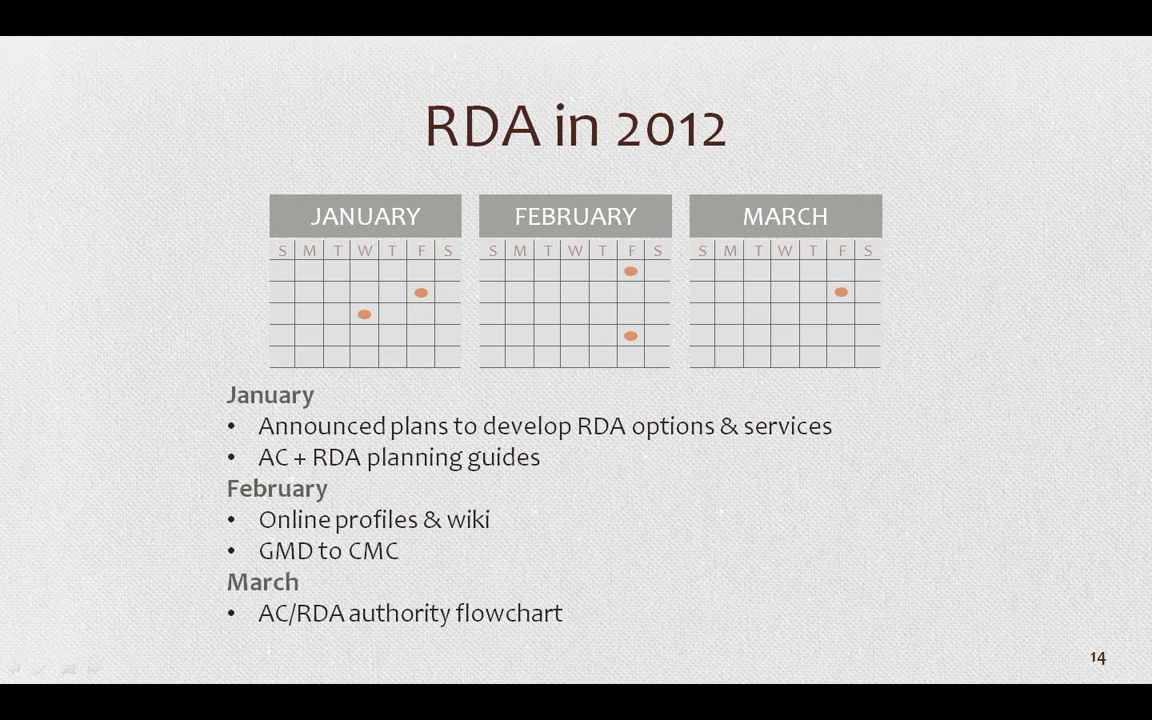 RDA in 2012
JANUARY FEBRUARY MARCH
S M T W T F S S M T W T F S S M T W T F S
January
• Announced plans to develop RDA options & services
• AC + RDA planning guides
February
• Online profiles & wiki
• GMD to CMC
March
• AC/RDA authority flowchart
14